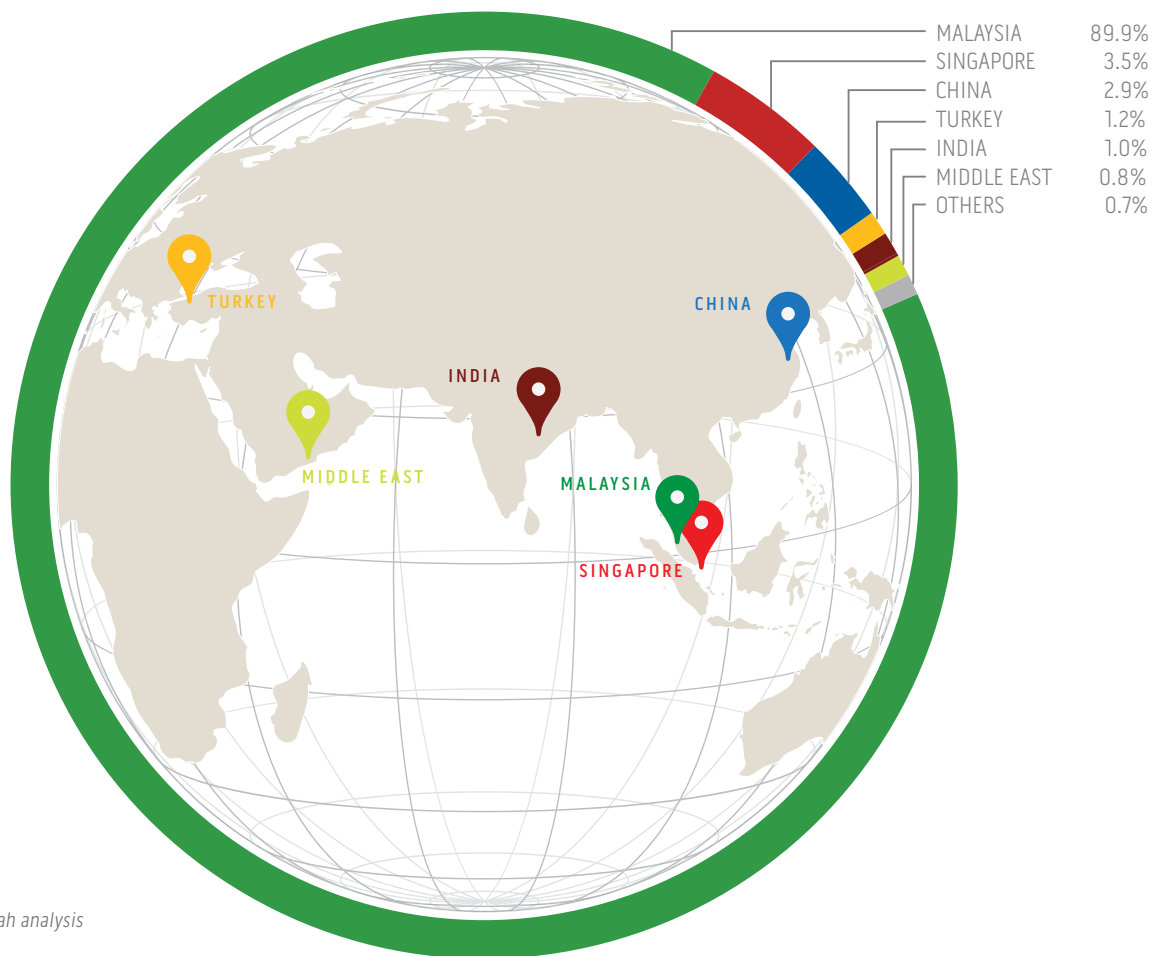 MALAYSIA 89.9%
SINGAPORE 3.5%
CHINA 2.9%
TURKEY 1.2%
INDIA 1.0%
MIDDLE EAST 0.8%
OTHERS 0.7%
TURKEY
CHINA
INDIA
MIDDLE EAST
MALAYSIA
SINGAPORE
analysis